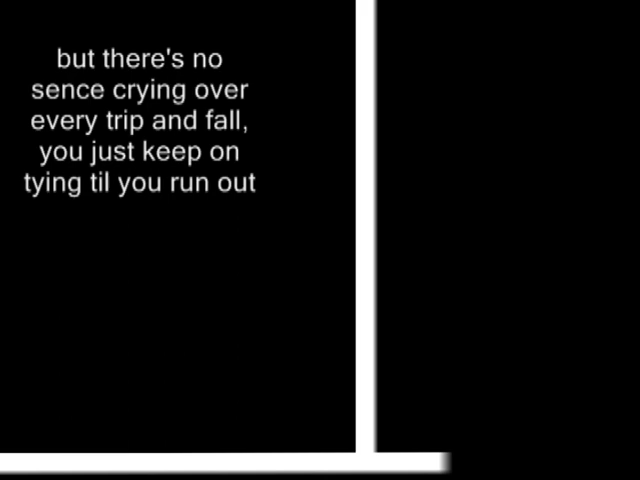 but there's no
sence crying over
every trip and fall,
you just keep on
tying til you run out